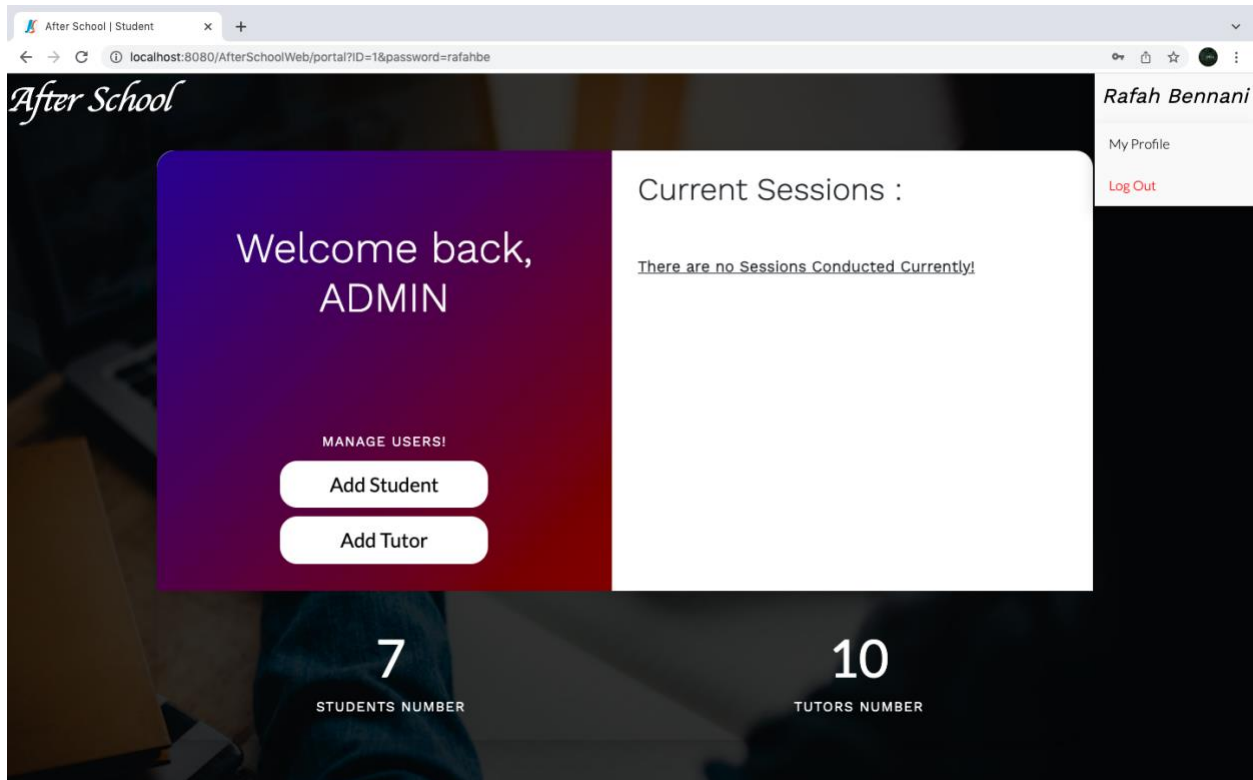 After School | Student
localhost:8080/AfterSchoolWeb/portal?ID=1&password=rafahbe
After School
Rafah Bennani
My Profile
Log Out
Welcome back,
ADMIN
MANAGE USERS!
Add Student
Add Tutor
Current Sessions :
There are no Sessions Conducted Currently!
7
STUDENTS NUMBER
10
TUTORS NUMBER